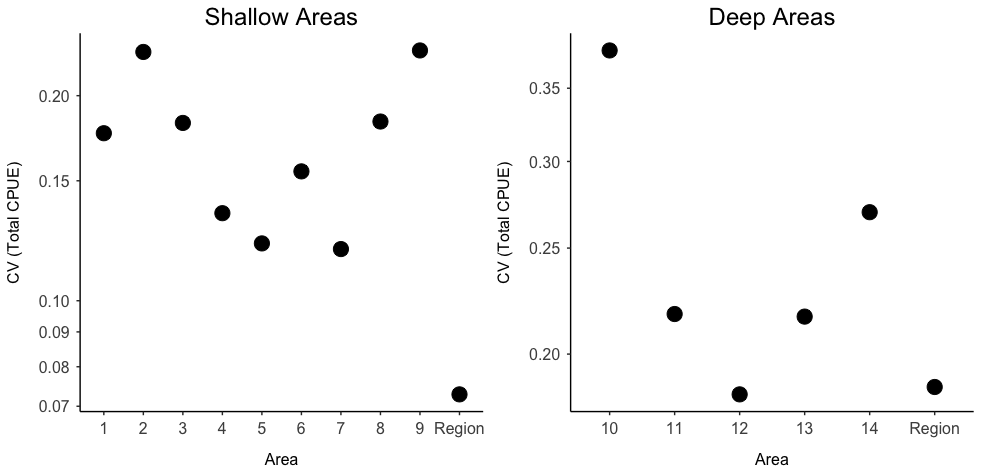 Shallow Areas
CV (Total CPUE)
0.20
0.15
0.10
0.09
0.08
0.07
1 2 3 4 5 6 7 8 9 Region
Area
Deep Areas
CV (Total CPUE)
0.35
0.30
0.25
0.20
10 11 12 13 14 Region
Area